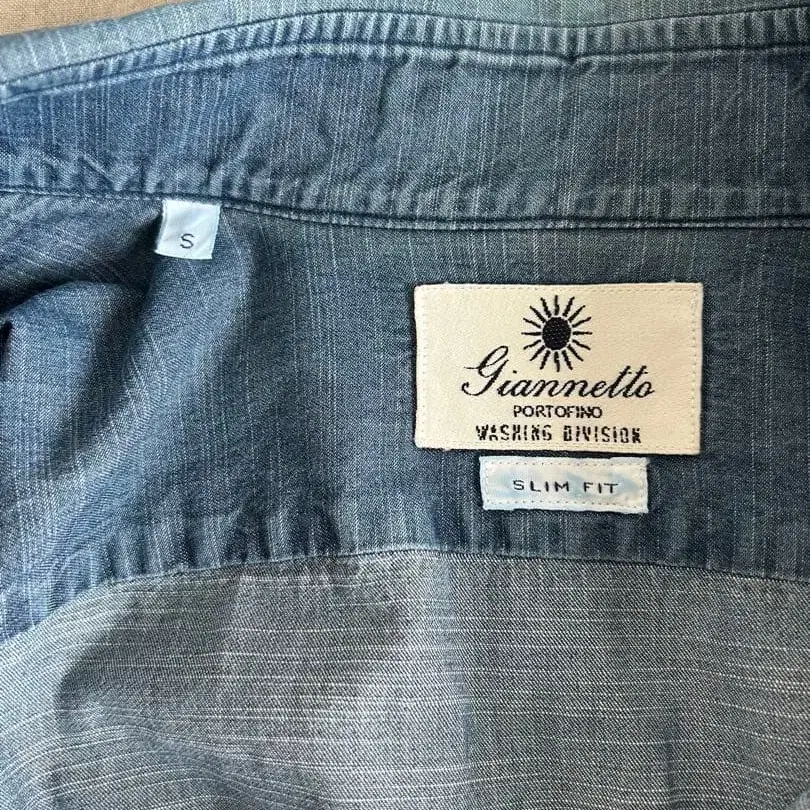 S
Giannetto
PORTOFINO
WASHING DIVISION
SLIM FIT